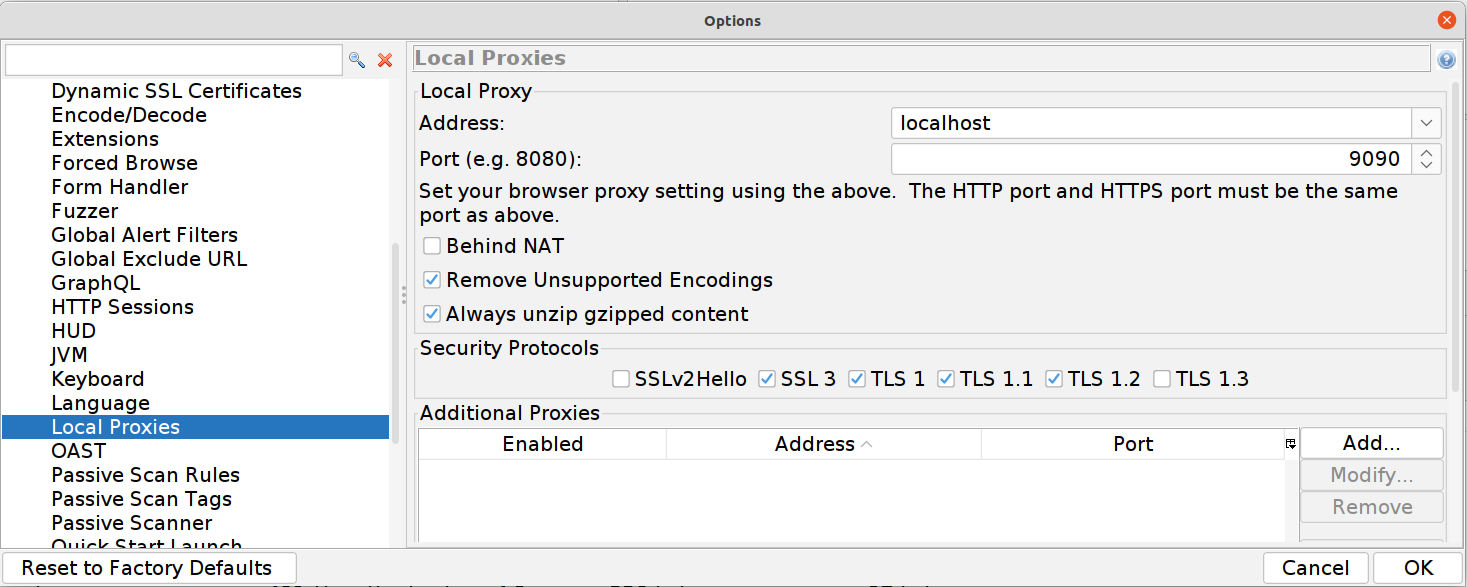 Options
Local Proxies
Dynamic SSL Certificates
Encode/Decode
Extensions
Forced Browse
Form Handler
Fuzzer
Global Alert Filters
Global Exclude URL
GraphQL
HTTP Sessions
HUD
JVM
Keyboard
Language
Local Proxies
OAST
Passive Scan Rules
Passive Scan Tags
Passive Scanner
Quick Start Launch
Local Proxy
Address:
localhost
Port (e.g. 8080):
9090
Set your browser proxy setting using the above.  The HTTP port and HTTPS port must be the same
port as above.
Behind NAT
Remove Unsupported Encodings
Always unzip gzipped content
Security Protocols
SSLv2Hello SSL 3 TLS 1 TLS 1.1 TLS 1.2 TLS 1.3
Additional Proxies
Enabled Address Port
Add...
Modify...
Remove
Reset to Factory Defaults
Cancel
OK